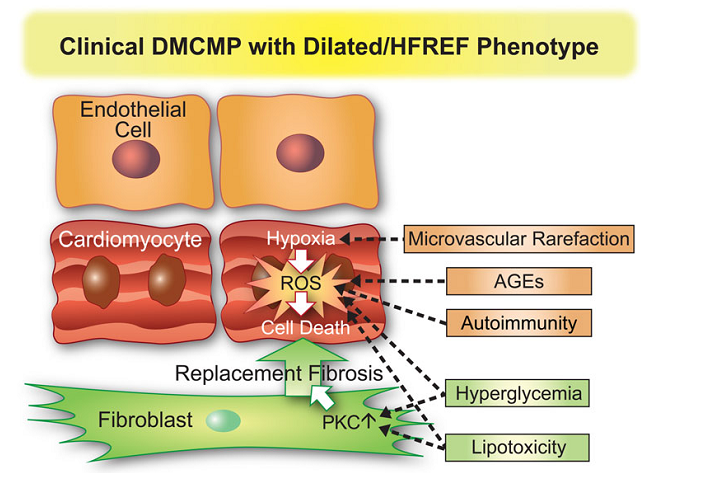 Clinical DMCMP with Dilated/HFREF Phenotype
Endothelial
Cell
Cardiomyocyte
Hypoxia
Microvascular Rarefaction
ROS
AGEs
Cell Death
Autoimmunity
Replacement Fibrosis
Hyperglycemia
Fibroblast
PKC↑
Lipotoxicity